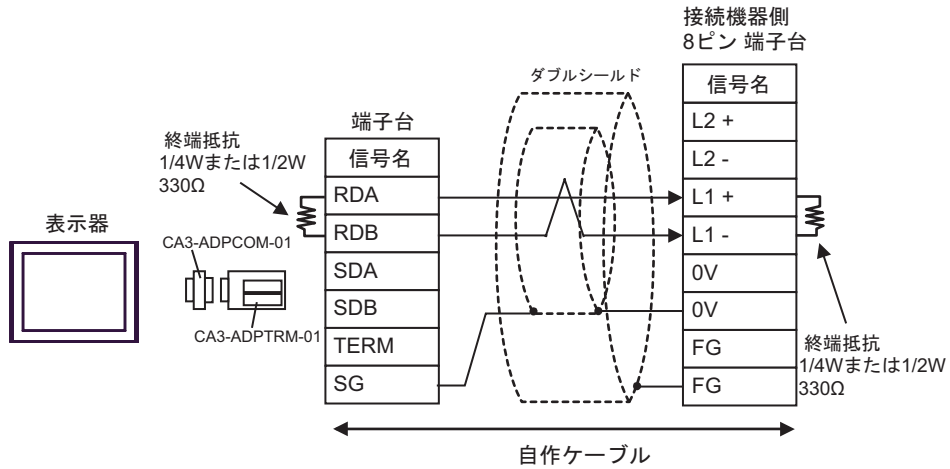 接続機器側
8ピン 端子台
ダブルシールド
端子台
終端抵抗
1/4Wまたは1/2W
330Ω
表示器
CA3-ADPCOM-01
CA3-ADPTRM-01
信号名
RDA
RDB
SDA
SDB
TERM
SG
信号名
L2 +
L2 -
L1 +
L1 -
0V
0V
FG
FG
終端抵抗
1/4Wまたは1/2W
330Ω
自作ケーブル